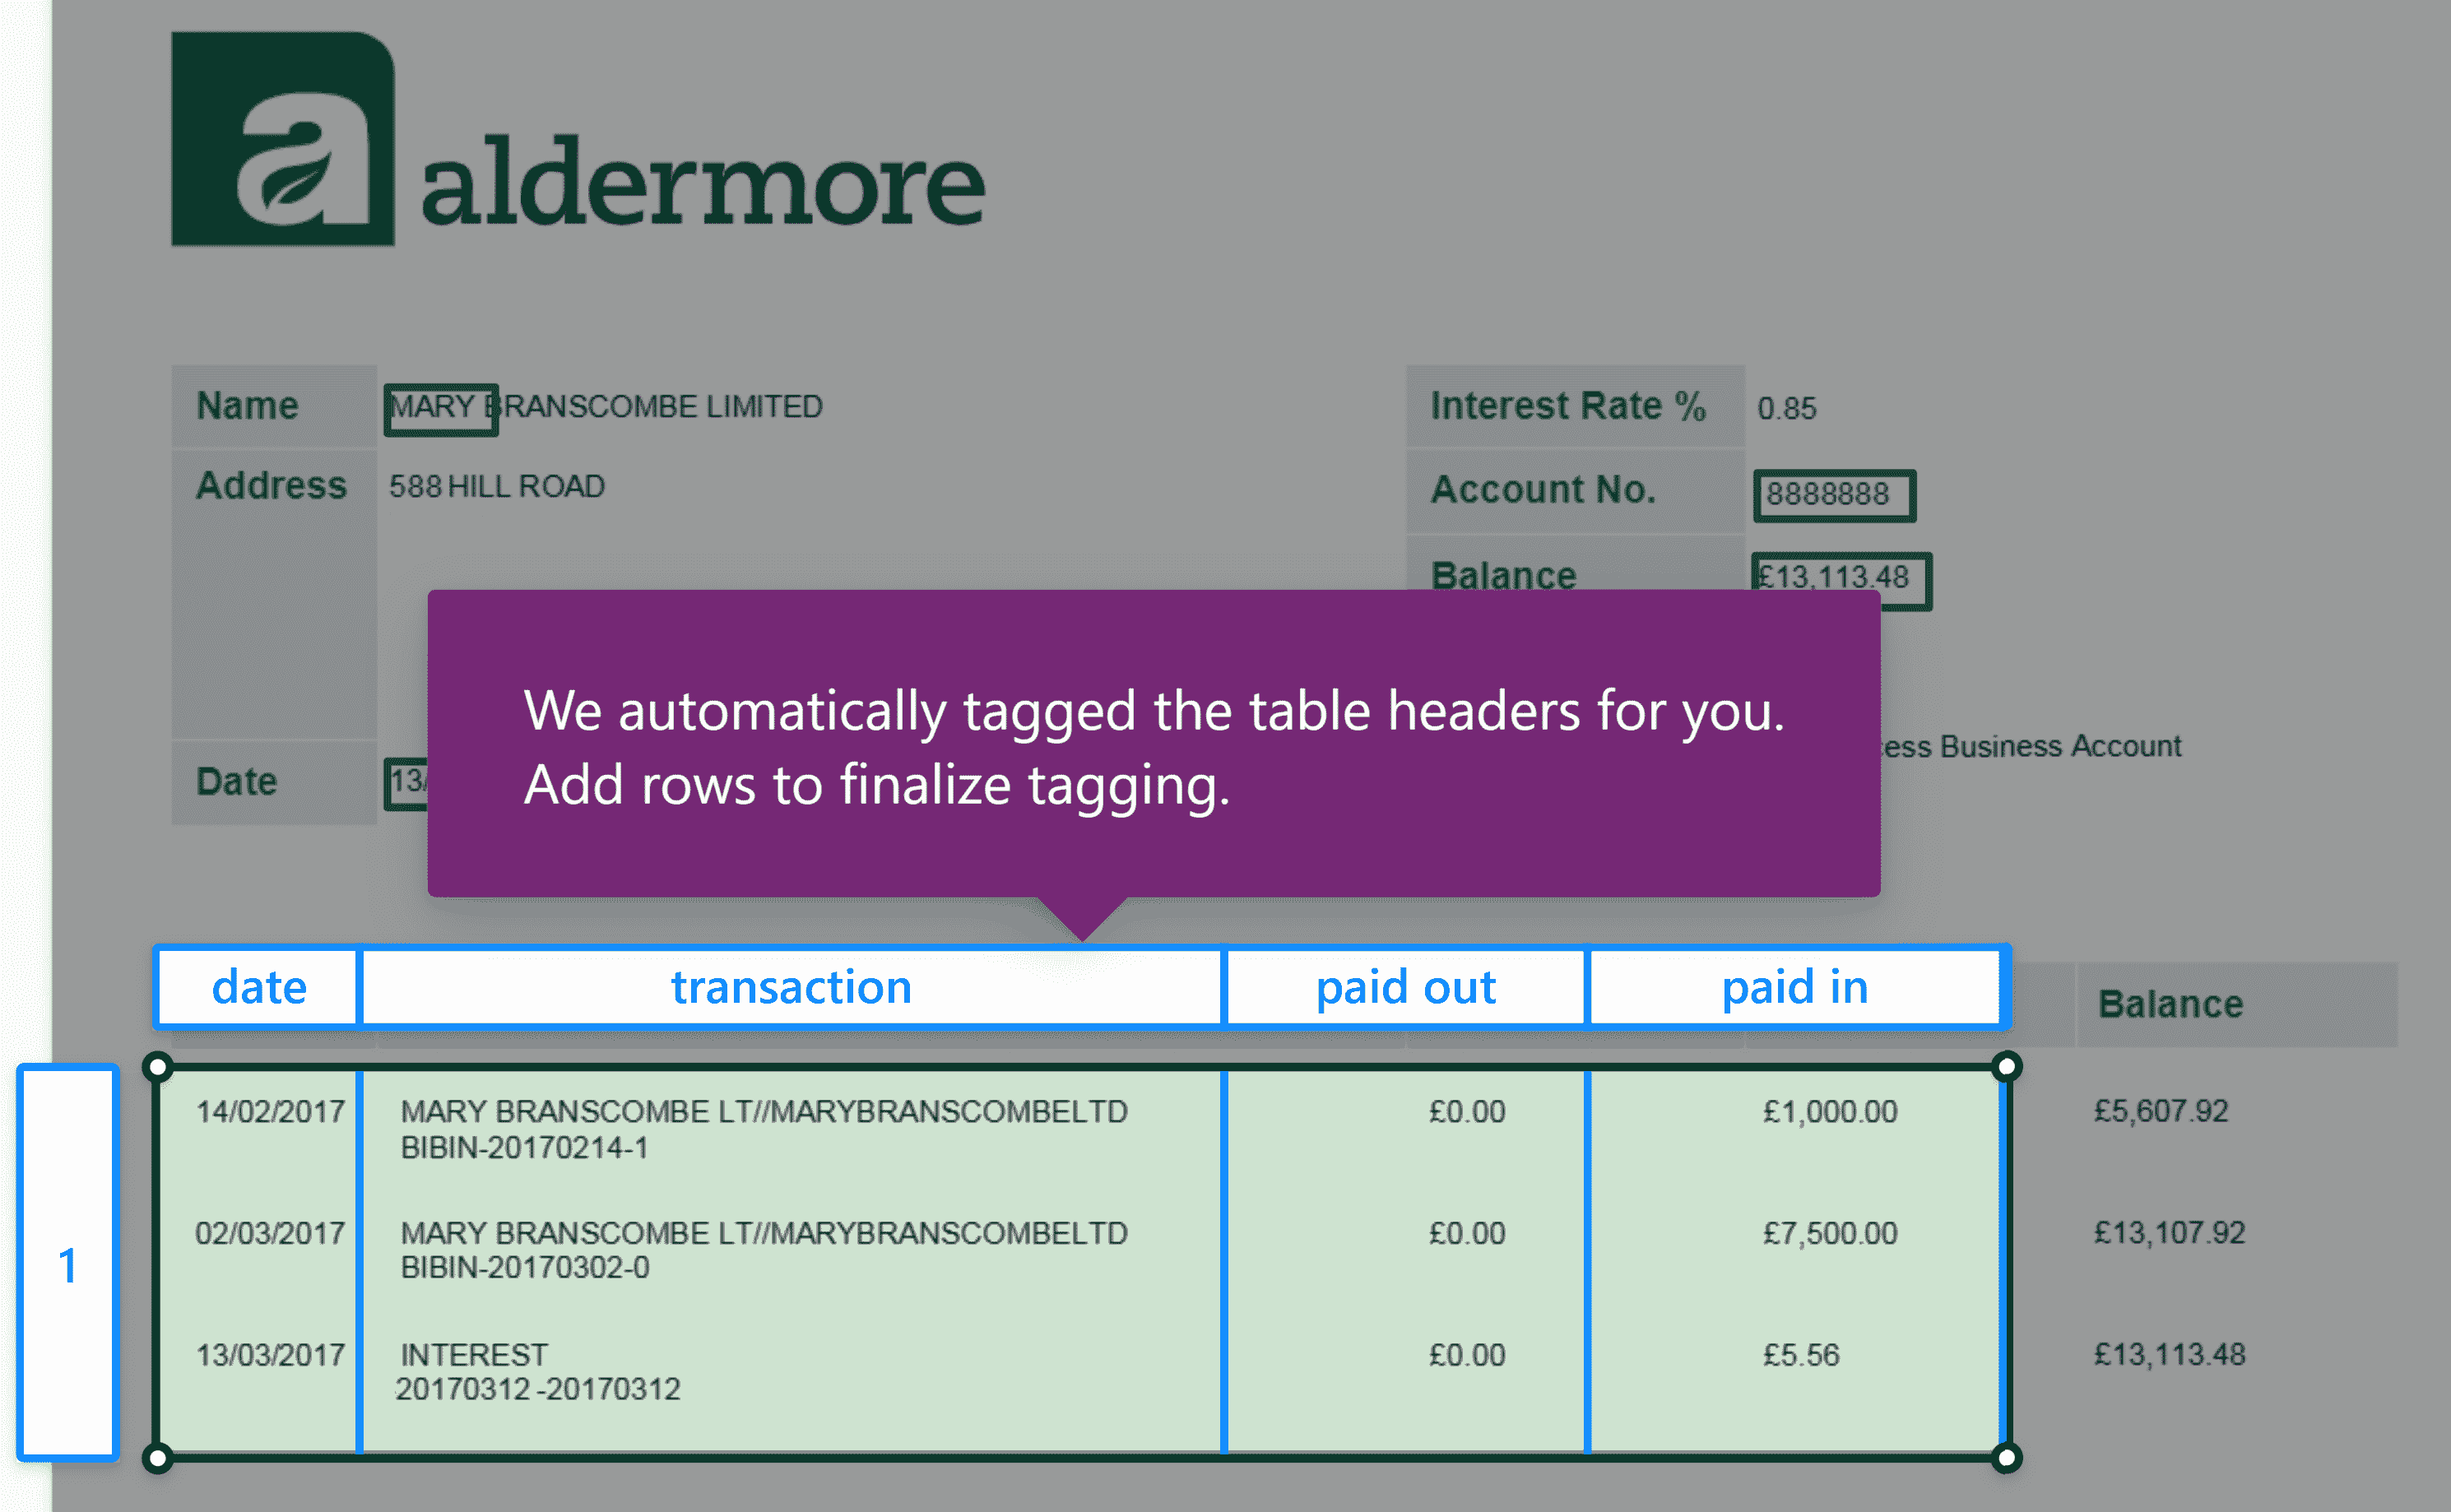 aldermore
Name MARY BRANSCOMBE LIMITED
Address 588 HILL ROAD
Interest Rate % 0.85
Account No. 8888888
Balance £13,113.48
We automatically tagged the table headers for you.
Add rows to finalize tagging.
Business Account
Date 13/
date transaction paid out paid in Balance
1
14/02/2017 MARY BRANSCOMBE LT//MARYBRANSCOMBELTD £0.00 £1,000.00 £5,607.92
BIBIN-20170214-1
02/03/2017 MARY BRANSCOMBE LT//MARYBRANSCOMBELTD £0.00 £7,500.00 £13,107.92
BIBIN-20170302-0
13/03/2017 INTEREST £0.00 £5.56 £13,113.48
20170312 -20170312